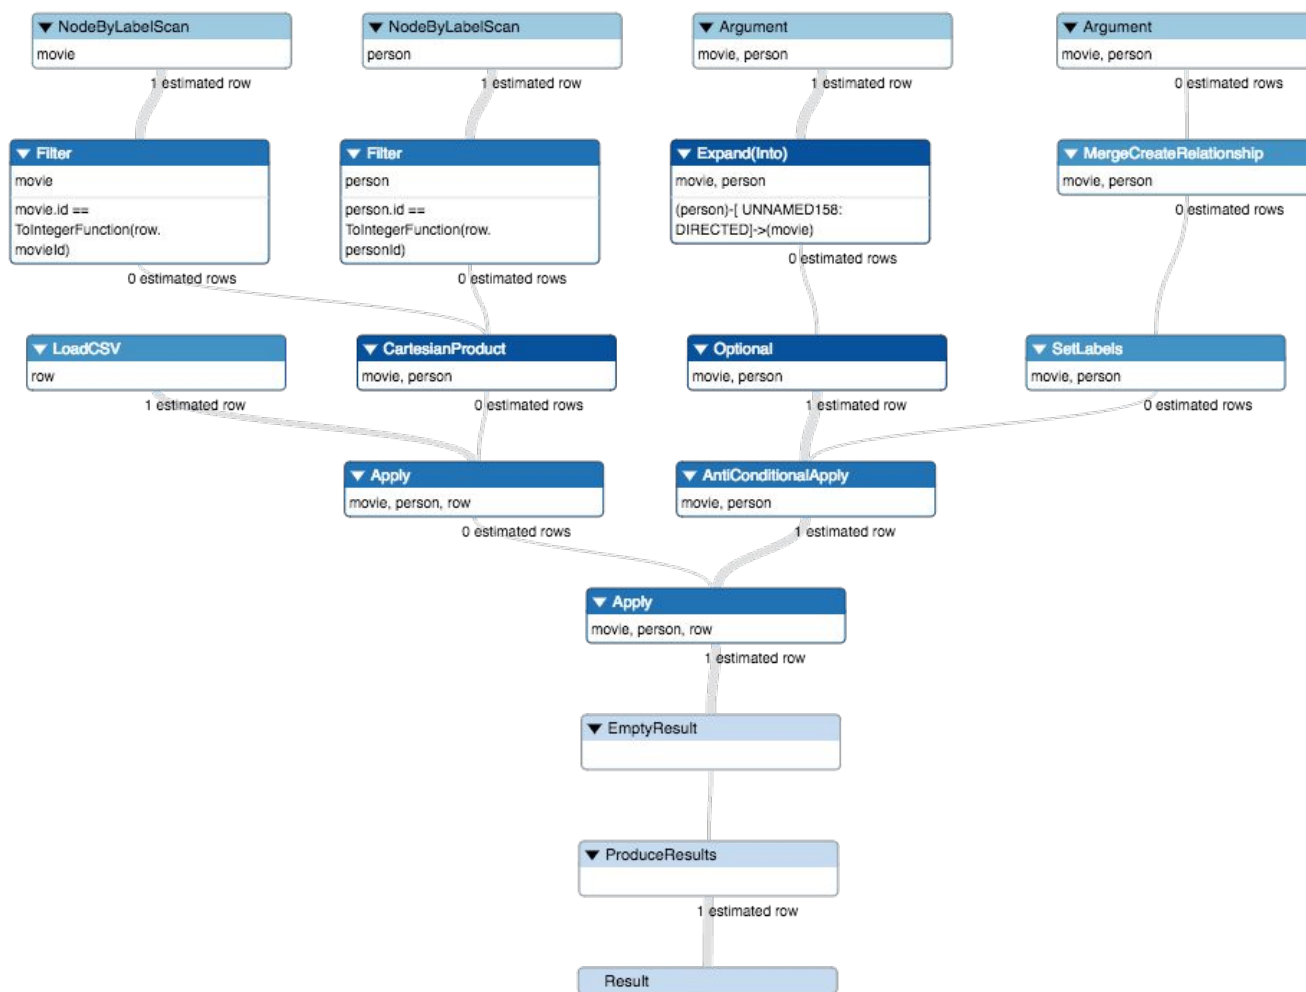 ▼ NodeByLabelScan
movie
1 estimated row
▼ NodeByLabelScan
person
1 estimated row
▼ Argument
movie, person
1 estimated row
▼ Argument
movie, person
0 estimated rows
▼ Filter
movie
movie.id ==
ToIntegerFunction(row.
movieId)
0 estimated rows
▼ Filter
person
person.id ==
ToIntegerFunction(row.
personId)
0 estimated rows
▼ Expand(Into)
movie, person
(person)-[ UNNAMED158:
DIRECTED]->(movie)
0 estimated rows
▼ MergeCreateRelationship
movie, person
0 estimated rows
▼ LoadCSV
row
1 estimated row
▼ CartesianProduct
movie, person
0 estimated rows
▼ Optional
movie, person
1 estimated row
▼ SetLabels
movie, person
0 estimated rows
▼ Apply
movie, person, row
0 estimated rows
▼ AntiConditionalApply
movie, person
1 estimated row
▼ Apply
movie, person, row
1 estimated row
▼ EmptyResult
▼ ProduceResults
1 estimated row
Result